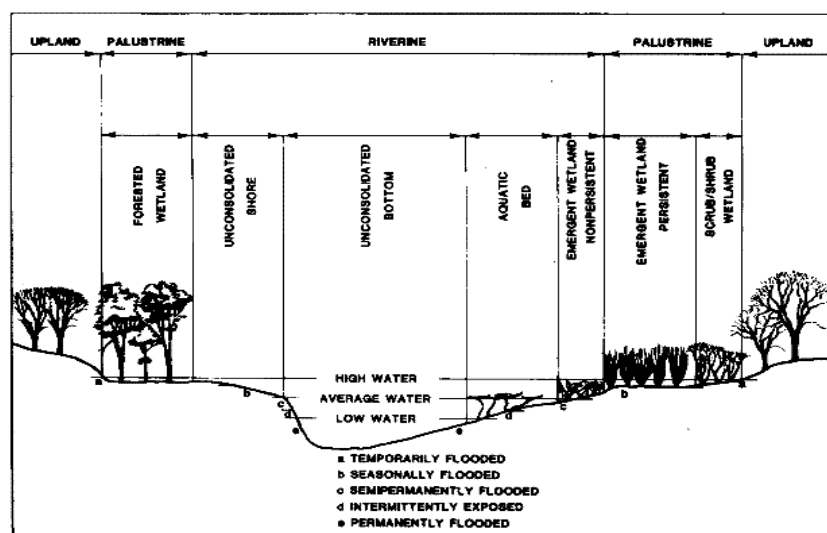 UPLAND PALUSTRINE RIVERINE PALUSTRINE UPLAND
FORESTED
WETLAND
UNCONSOLIDATED
SHORE
UNCONSOLIDATED
BOTTOM
AQUATIC
BED
EMERGENT WETLAND
NONPERSISTENT
EMERGENT WETLAND
PERSISTENT
SCRUB/SHRUB
WETLAND
HIGH WATER
AVERAGE WATER
LOW WATER
a b c d e e d c b a
a TEMPORARILY FLOODED
b SEASONALLY FLOODED
c SEMIPERMANENTLY FLOODED
d INTERMITTENTLY EXPOSED
e PERMANENTLY FLOODED